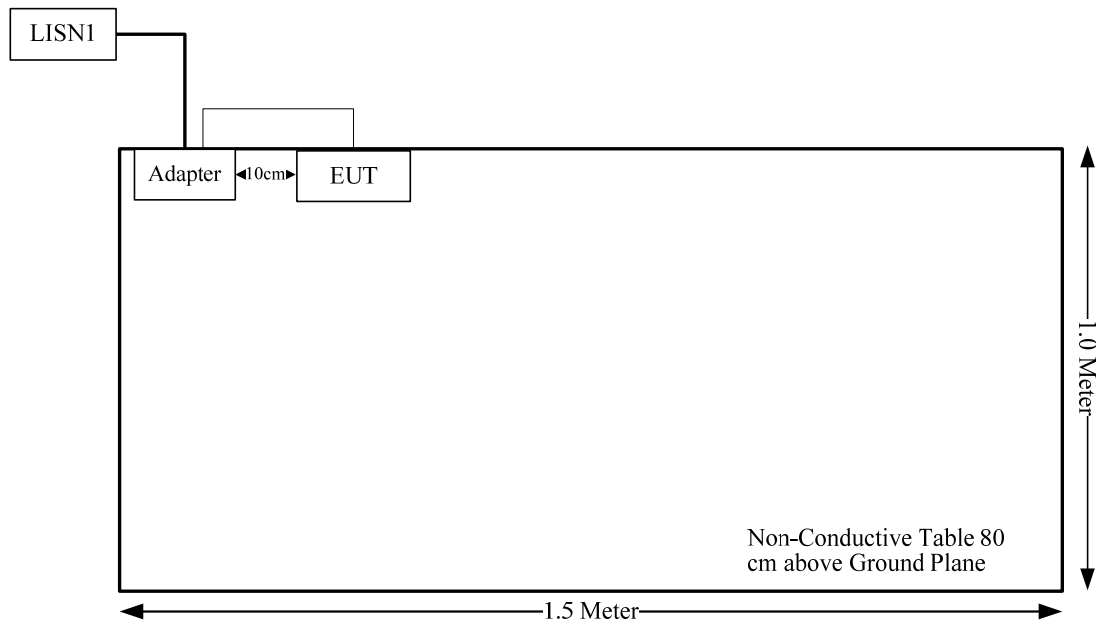 LISN1
Adapter
10cm
EUT
1.0 Meter
Non-Conductive Table 80
cm above Ground Plane
1.5 Meter